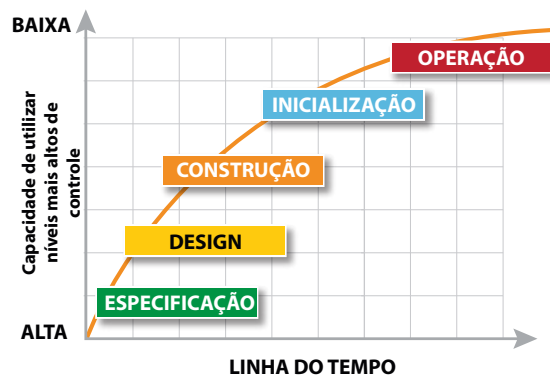 BAIXA
OPERAÇÃO
INICIALIZAÇÃO
CONSTRUÇÃO
Capacidade de utilizar
níveis mais altos de
controle
DESIGN
ESPECIFICAÇÃO
ALTA
LINHA DO TEMPO